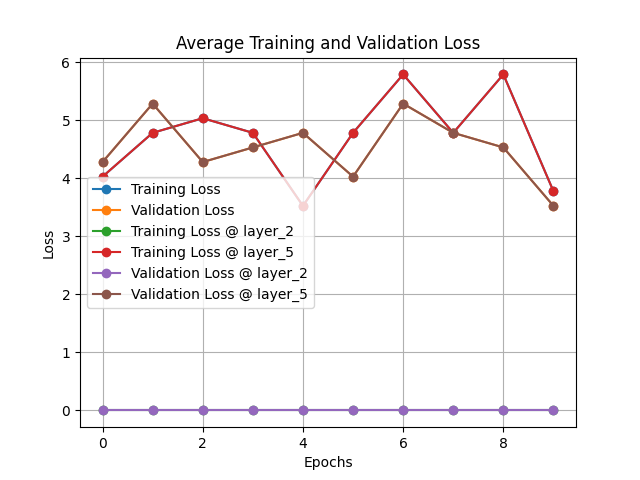 Average Training and Validation Loss
6
5
4
3
2
1
0
Loss
Training Loss
Validation Loss
Training Loss @ layer_2
Training Loss @ layer_5
Validation Loss @ layer_2
Validation Loss @ layer_5
0 2 4 6 8
Epochs